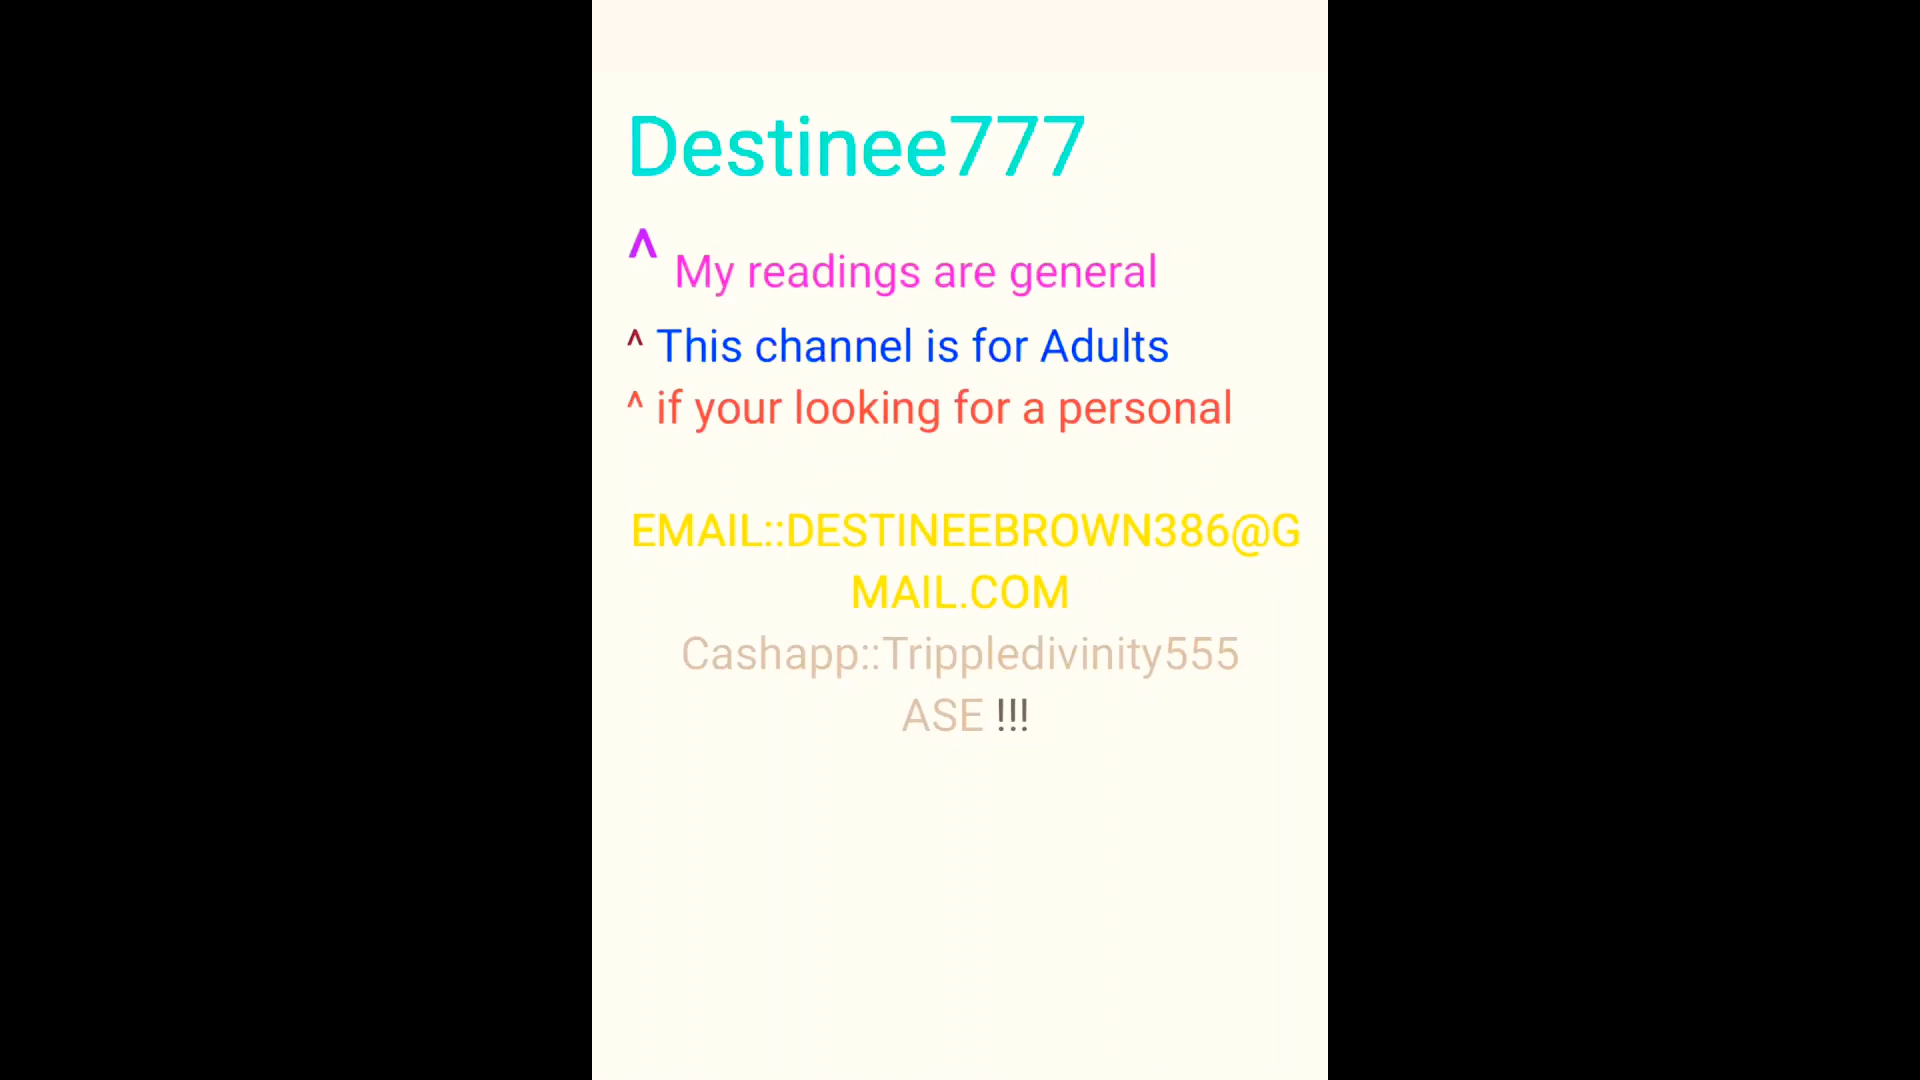 Destinee777
^ My readings are general
^ This channel is for Adults
^ if your looking for a personal
EMAIL::DESTINEEBROWN386@G
MAIL.COM
Cashapp::Trippledivinity555
ASE !!!